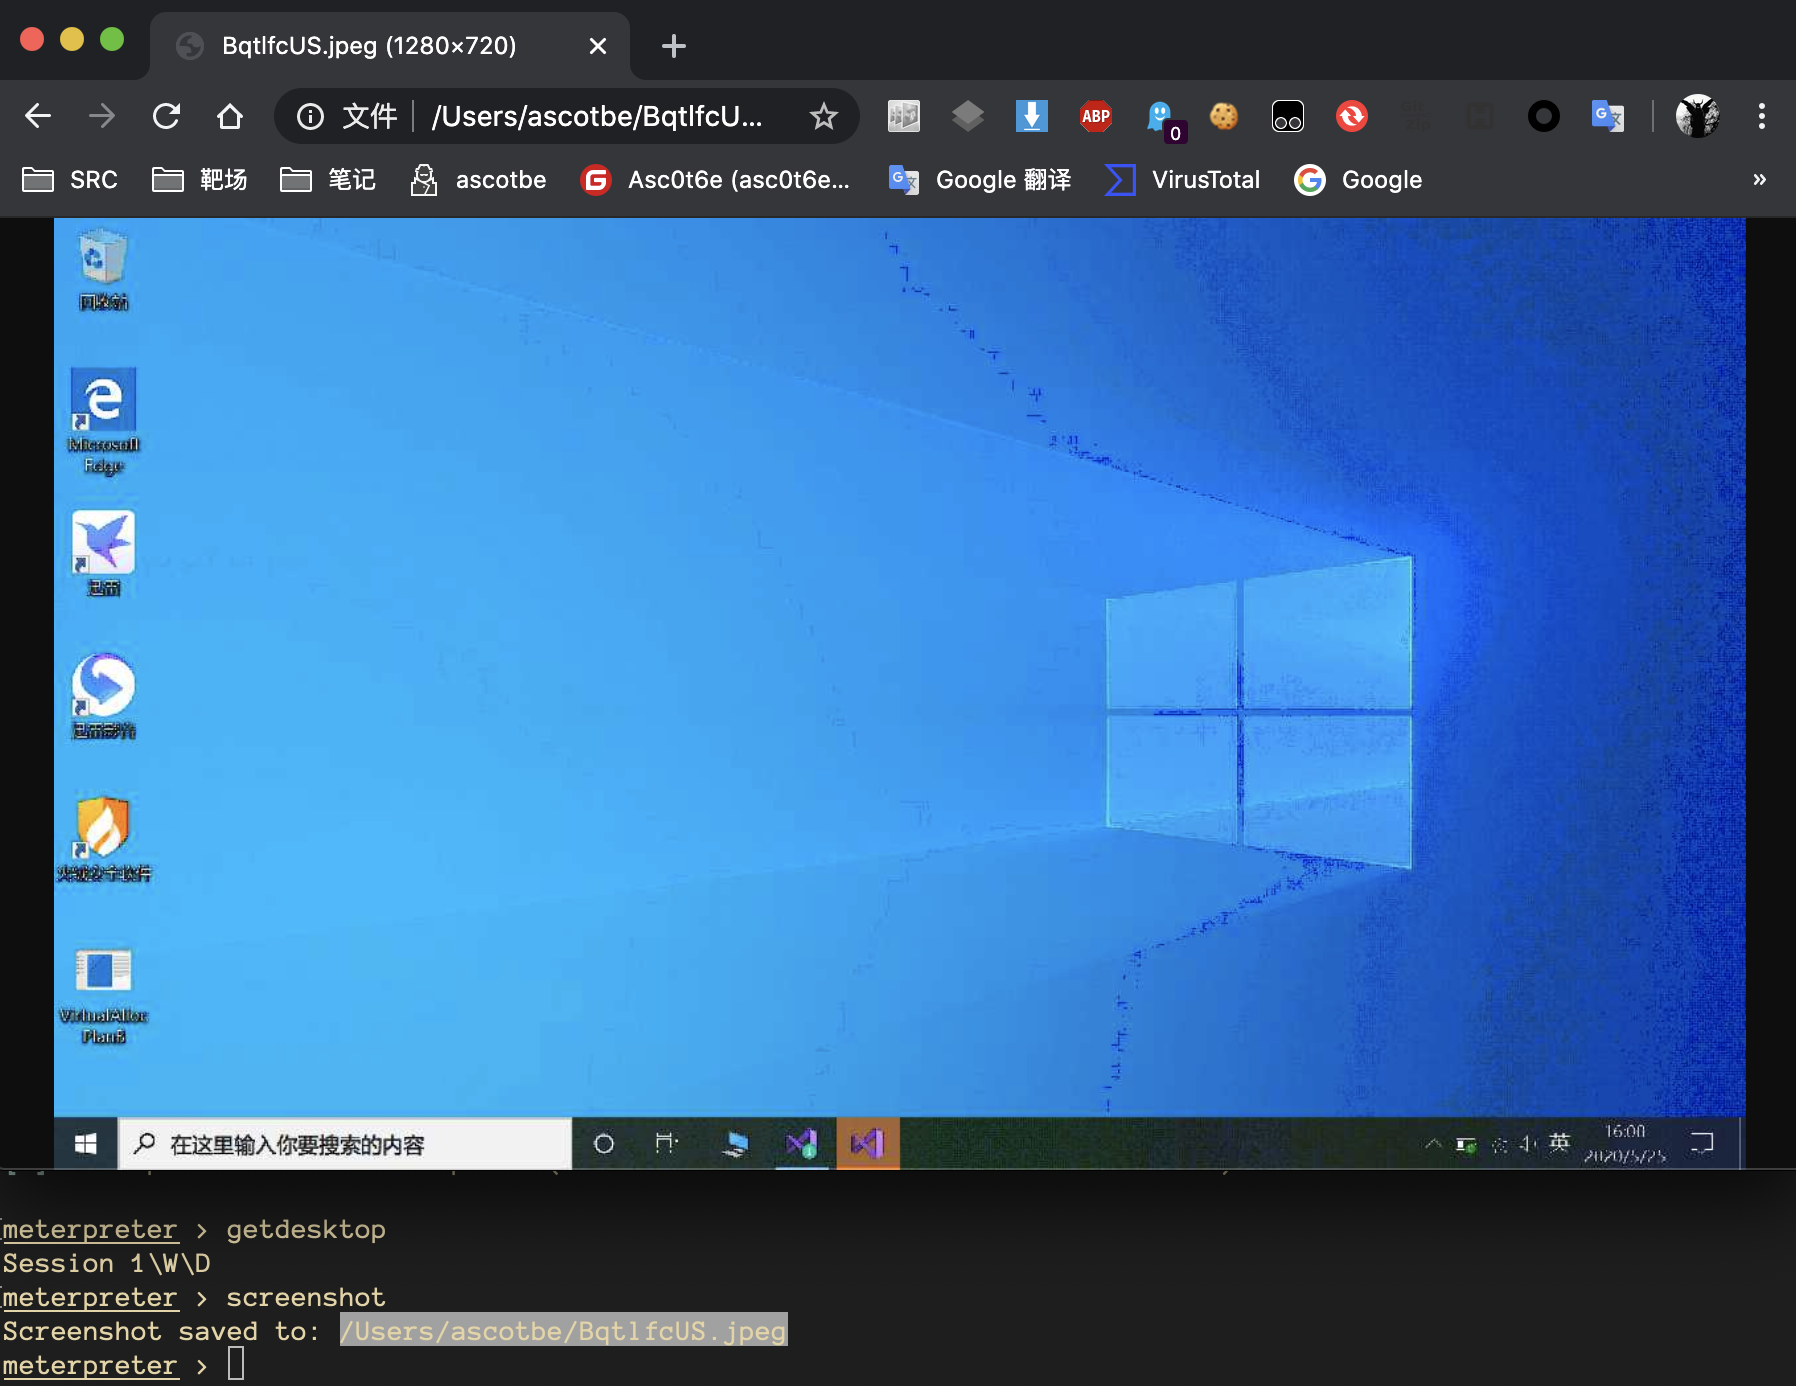 BqtlfcUS.jpeg (1280×720)
文件 /Users/ascotbe/BqtlfcU...
ABP
0
SRC 靶场 笔记 ascotbe Asc0t6e (asc0t6e... Google 翻译 VirusTotal Google »
回收站
Microsoft
Edge
迅雷
迅雷影音
火绒安全软件
VirtualAlloc
PlanB
在这里输入你要搜索的内容
英
16:00
2020/5/25
meterpreter > getdesktop
Session 1\W\D
meterpreter > screenshot
Screenshot saved to: /Users/ascotbe/BqtlfcUS.jpeg
meterpreter >